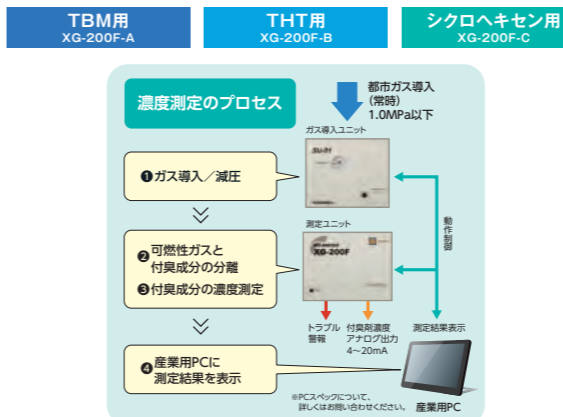 TBM用
XG-200F-A
THT用
XG-200F-B
シクロヘキセン用
XG-200F-C
濃度測定のプロセス
都市ガス導入
(常時)
1.0MPa以下
ガス導入ユニット
SU-01
❶ガス導入／減圧
測定ユニット
XG-200F
❷可燃性ガスと
付臭成分の分離
❸付臭成分の濃度測定
動作制御
トラブル
警報
付臭剤濃度
アナログ出力
4〜20mA
測定結果表示
❹産業用PCに
測定結果を表示
※PCスペックについて、
詳しくはお問い合わせください。
産業用PC